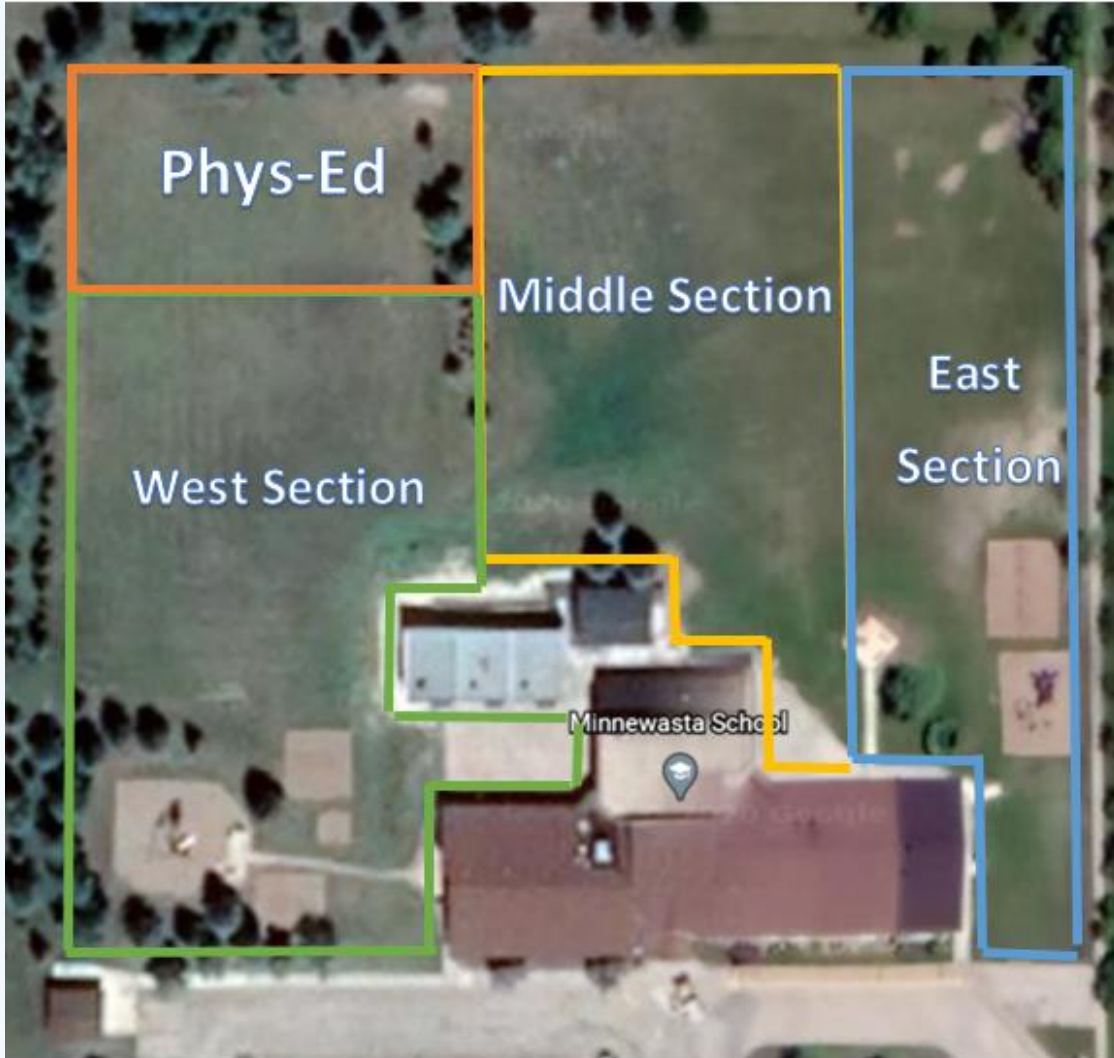 Phys-Ed
Middle Section
East
Section
West Section
Minnewasta School